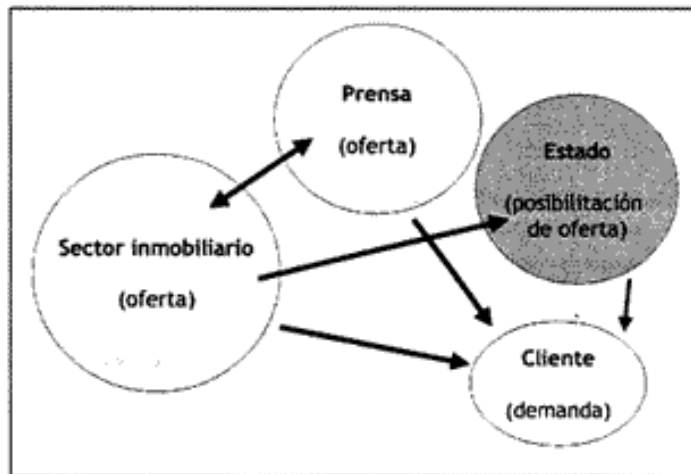 Prensa
(oferta)
Estado
(posibilitación
de oferta)
Sector inmobiliario
(oferta)
Cliente
(demanda)